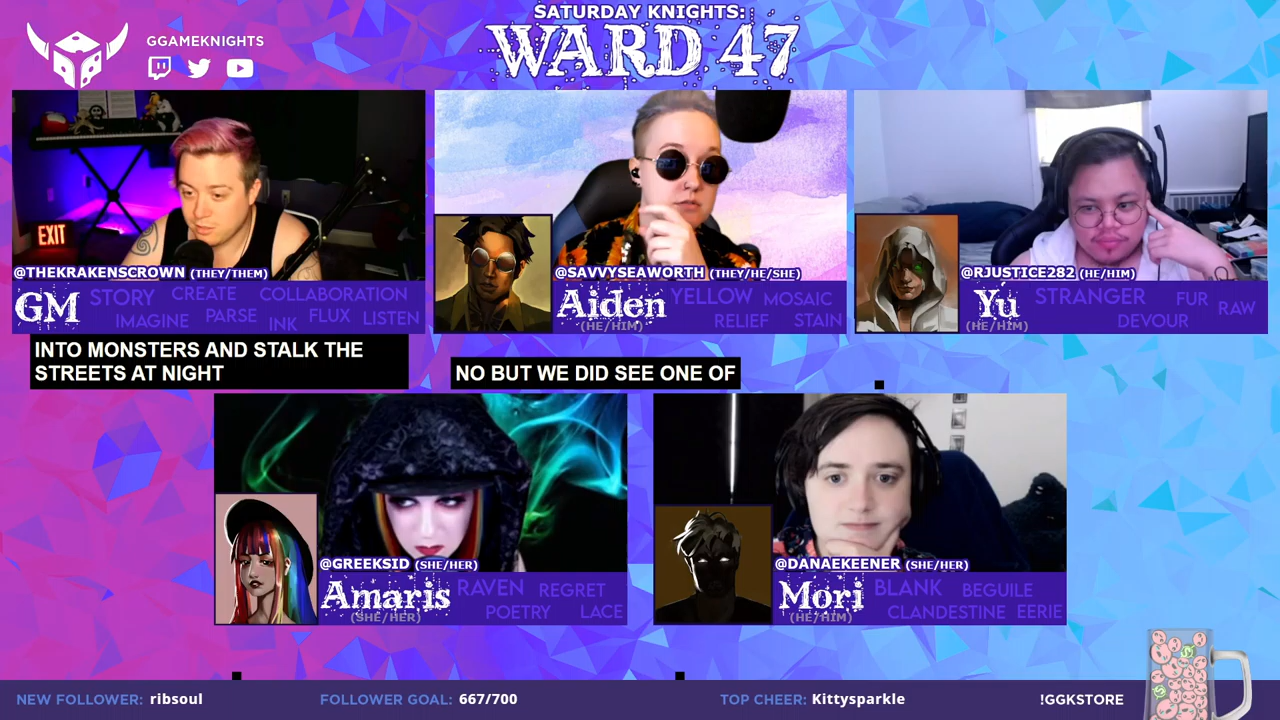 SATURDAY KNIGHTS:
WARD 47
GGAMEKNIGHTS
EXIT
@THEKRAKENSCROWN (THEY/THEM)
GM STORY CREATE COLLABORATION
IMAGINE PARSE INK FLUX LISTEN
@SAVVYSEAWORTH (THEY/HE/SHE)
Aiden YELLOW MOSAIC
(HE/HIM) RELIEF STAIN
@RJUSTICE282 (HE/HIM)
Yu STRANGER FUR RAW
(HE/HIM) DEVOUR
INTO MONSTERS AND STALK THE
STREETS AT NIGHT
NO BUT WE DID SEE ONE OF
@GREEKSID (SHE/HER)
Amaris RAVEN REGRET
(SHE/HER) POETRY LACE
@DANAEKEENER (SHE/HER)
Mori BLANK BEGUILE
(HE/HIM) CLANDESTINE EERIE
NEW FOLLOWER: ribsoul
FOLLOWER GOAL: 667/700
TOP CHEER: Kittysparkle
!GGKSTORE